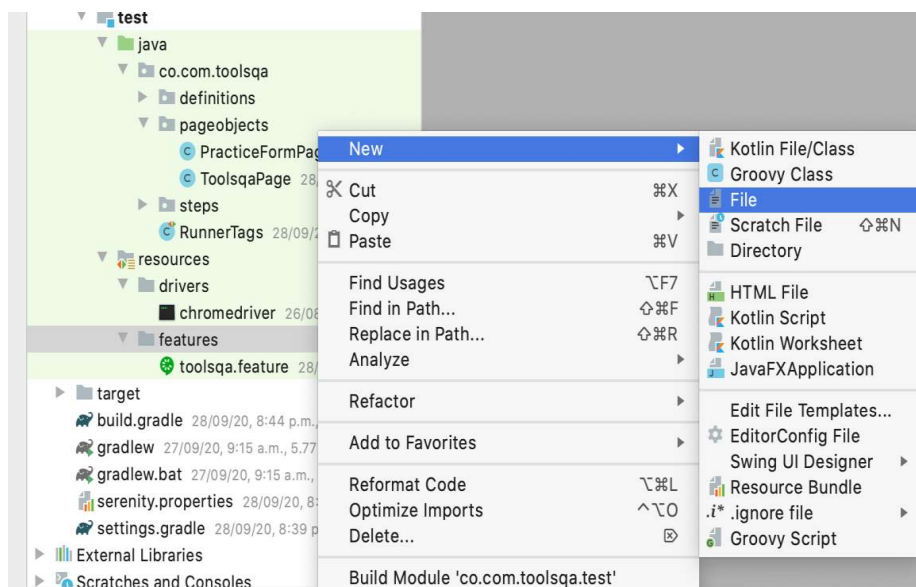 test
java
co.com.toolsqa
definitions
pageobjects
PracticeFormPag
ToolsqaPage 28/
steps
RunnerTags 28/09/2
resources
drivers
chromedriver 26/08
features
toolsqa.feature 28/
target
build.gradle 28/09/20, 8:44 p.m.,
gradlew 27/09/20, 9:15 a.m., 5.77
gradlew.bat 27/09/20, 9:15 a.m.,
serenity.properties 28/09/20, 8:
settings.gradle 28/09/20, 8:39 p
External Libraries
Scratches and Consoles
New
Cut ⌘X
Copy
Paste ⌘V
Find Usages ⌥F7
Find in Path... ⇧⌘F
Replace in Path... ⇧⌘R
Analyze
Refactor
Add to Favorites
Reformat Code ⌥⌘L
Optimize Imports ^⌥O
Delete... ⌦
Build Module 'co.com.toolsqa.test'
Kotlin File/Class
Groovy Class
File
Scratch File ⇧⌘N
Directory
HTML File
Kotlin Script
Kotlin Worksheet
JavaFXApplication
Edit File Templates...
EditorConfig File
Swing UI Designer
Resource Bundle
.i* .ignore file
Groovy Script